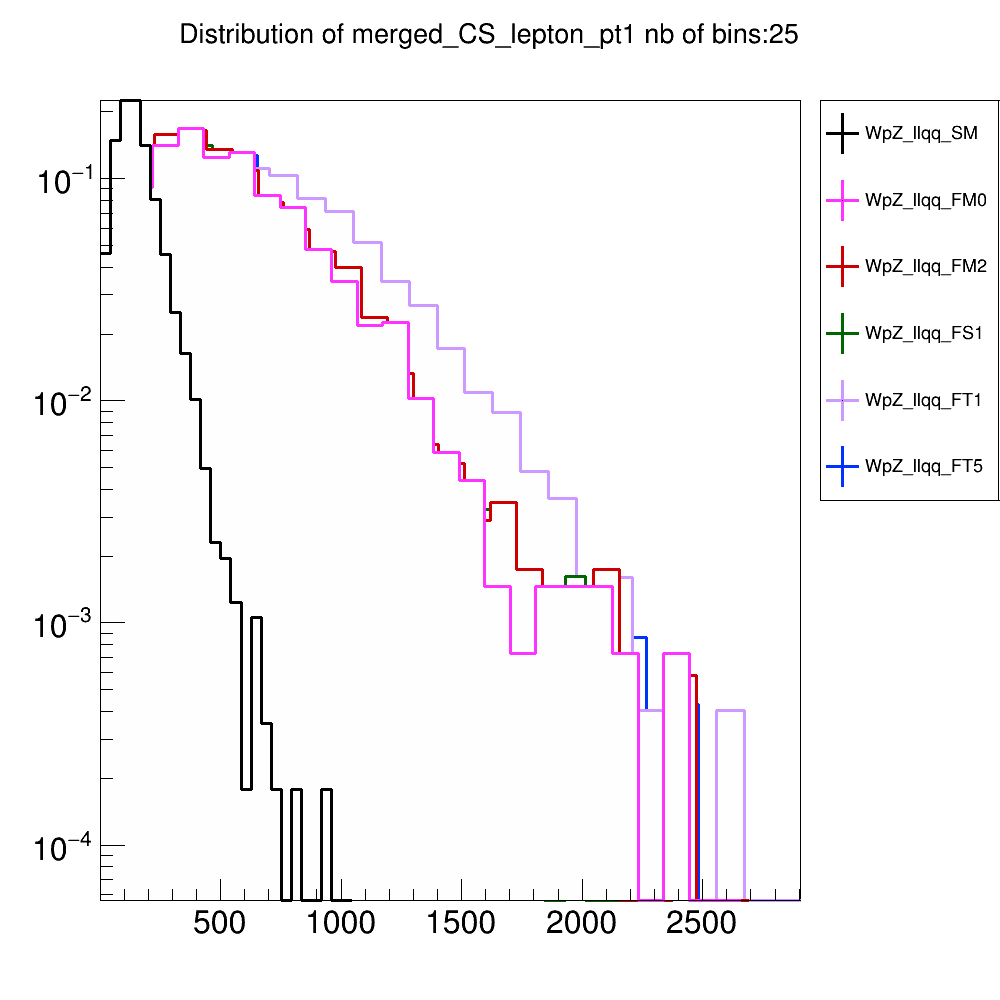 Distribution of merged_CS_lepton_pt1 nb of bins:25
WpZ_llqq_SM
WpZ_llqq_FM0
WpZ_llqq_FM2
WpZ_llqq_FS1
WpZ_llqq_FT1
WpZ_llqq_FT5
10⁻¹
10⁻²
10⁻³
10⁻⁴
500 1000 1500 2000 2500